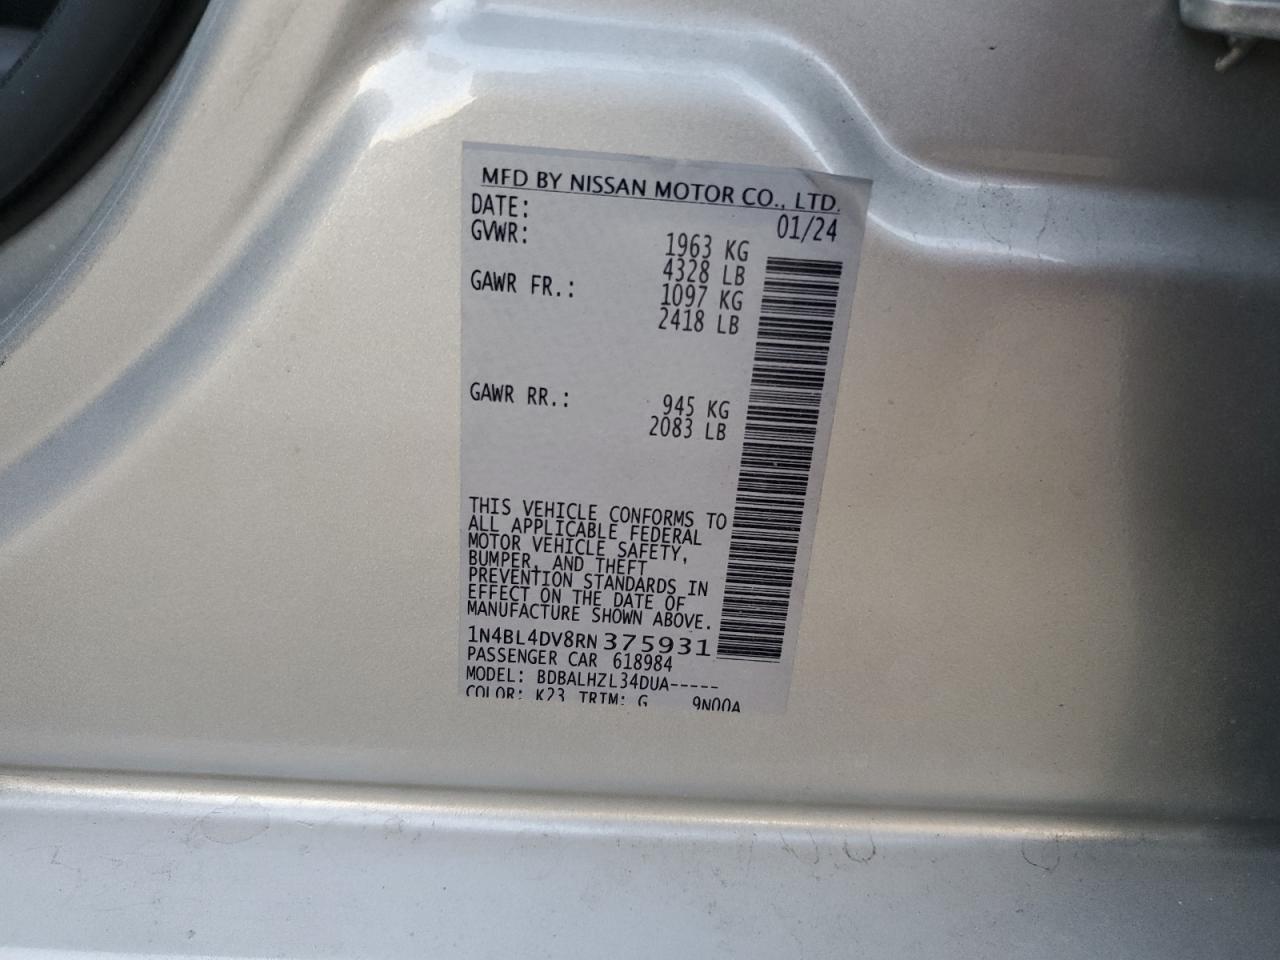 MFD BY NISSAN MOTOR CO., LTD.
DATE: 01/24
GVWR: 1963 KG
4328 LB
GAWR FR.: 1097 KG
2418 LB
GAWR RR.: 945 KG
2083 LB
THIS VEHICLE CONFORMS TO
ALL APPLICABLE FEDERAL
MOTOR VEHICLE SAFETY,
BUMPER, AND THEFT
PREVENTION STANDARDS IN
EFFECT ON THE DATE OF
MANUFACTURE SHOWN ABOVE.
1N4BL4DV8RN375931
PASSENGER CAR 618984
MODEL: BDBALHZL34DUA-----
COLOR: K23 TRIM: G 9N00A